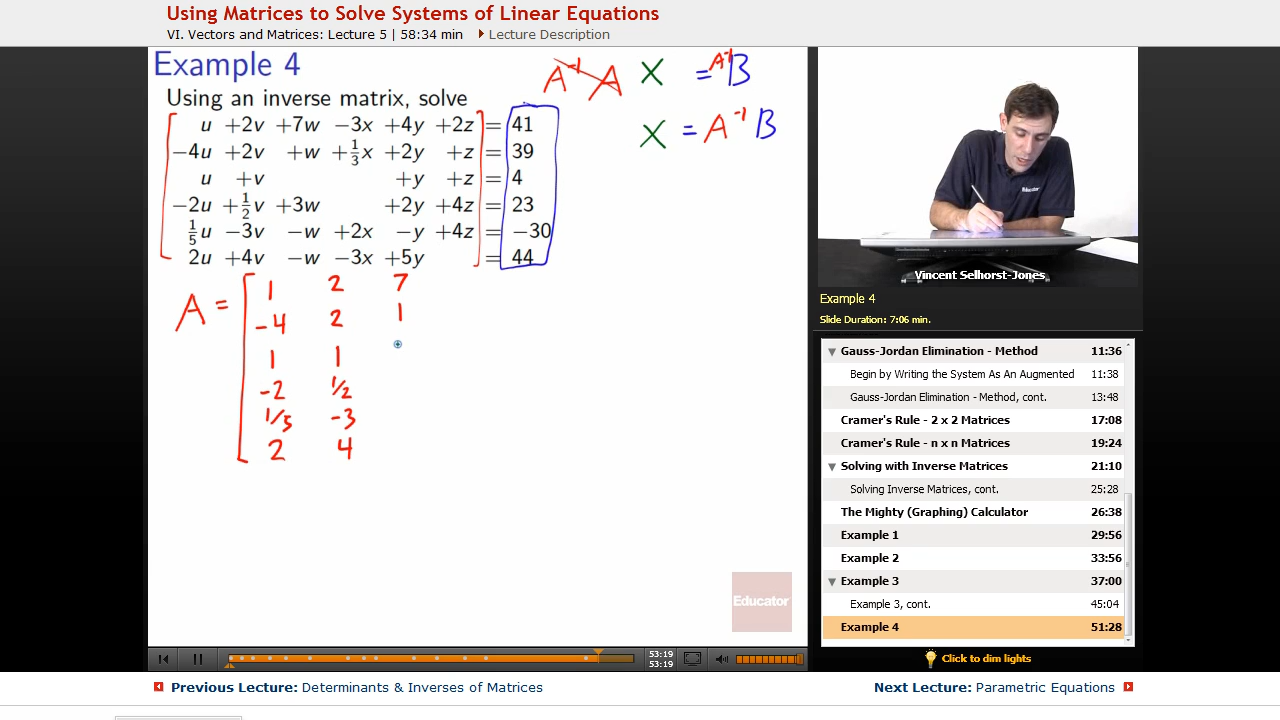 Using Matrices to Solve Systems of Linear Equations
VI. Vectors and Matrices: Lecture 5 | 58:34 min Lecture Description
Example 4
Using an inverse matrix, solve
u +2v +7w −3x +4y +2z = 41
−4u +2v +w +1/3x +2y +z = 39
u +v +y +z = 4
−2u +1/2v +3w +2y +4z = 23
1/5u −3v −w +2x −y +4z = −30
2u +4v −w −3x +5y = 44
A⁻¹ A X = A⁻¹ B
X = A⁻¹ B
A = [
1 2 7
-4 2 1
1 1
-2 1/2
1/5 -3
2 4
Educator
Educator
Vincent Selhorst-Jones
Example 4
Slide Duration: 7:06 min.
Gauss-Jordan Elimination - Method 11:36
Begin by Writing the System As An Augmented 11:38
Gauss-Jordan Elimination - Method, cont. 13:48
Cramer's Rule - 2 x 2 Matrices 17:08
Cramer's Rule - n x n Matrices 19:24
Solving with Inverse Matrices 21:10
Solving Inverse Matrices, cont. 25:28
The Mighty (Graphing) Calculator 26:38
Example 1 29:56
Example 2 33:56
Example 3 37:00
Example 3, cont. 45:04
Example 4 51:28
53:19
53:19
Click to dim lights
Previous Lecture: Determinants & Inverses of Matrices
Next Lecture: Parametric Equations